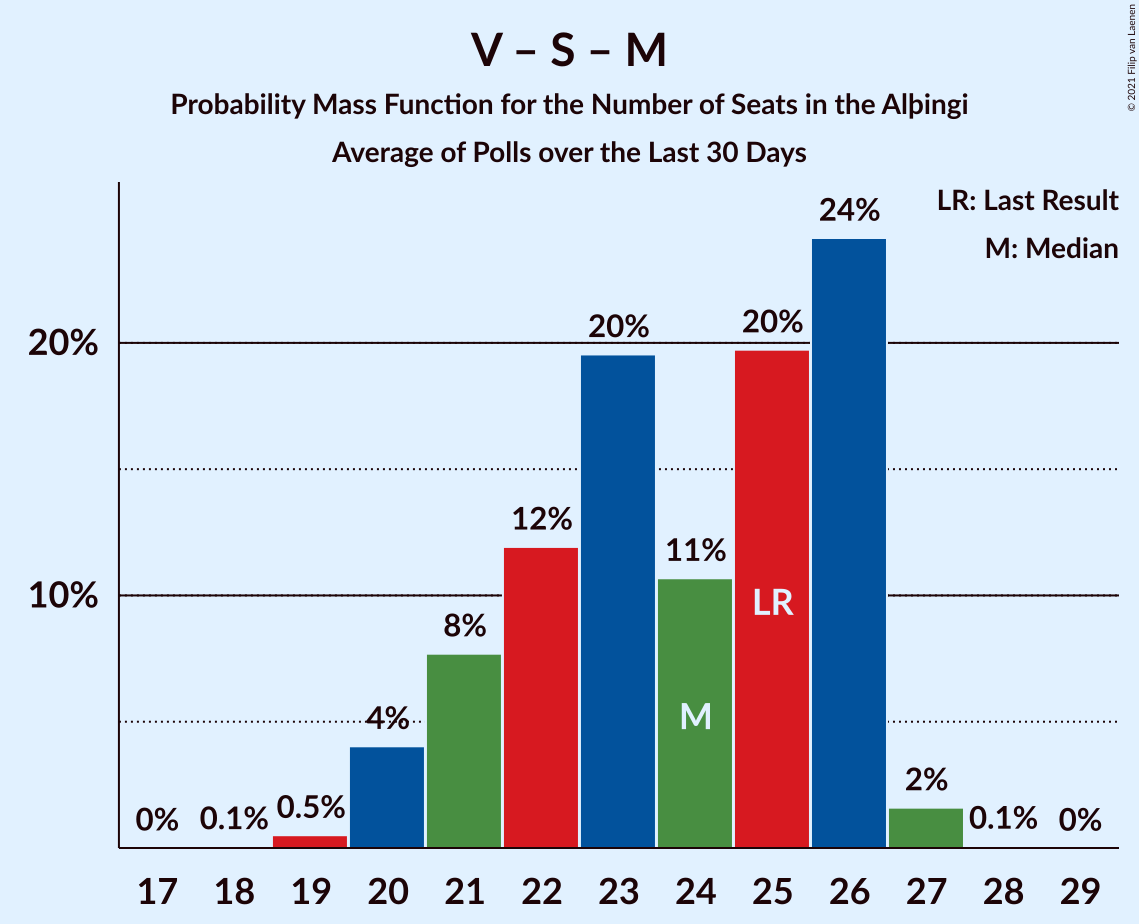 V – S – M
Probability Mass Function for the Number of Seats in the Alþingi
Average of Polls over the Last 30 Days
© 2021 Filip van Laenen
LR: Last Result
M: Median
20%
10%
0%
0.1%
0.5%
4%
8%
12%
20%
11%
20%
24%
2%
0.1%
0%
LR
M
17 18 19 20 21 22 23 24 25 26 27 28 29